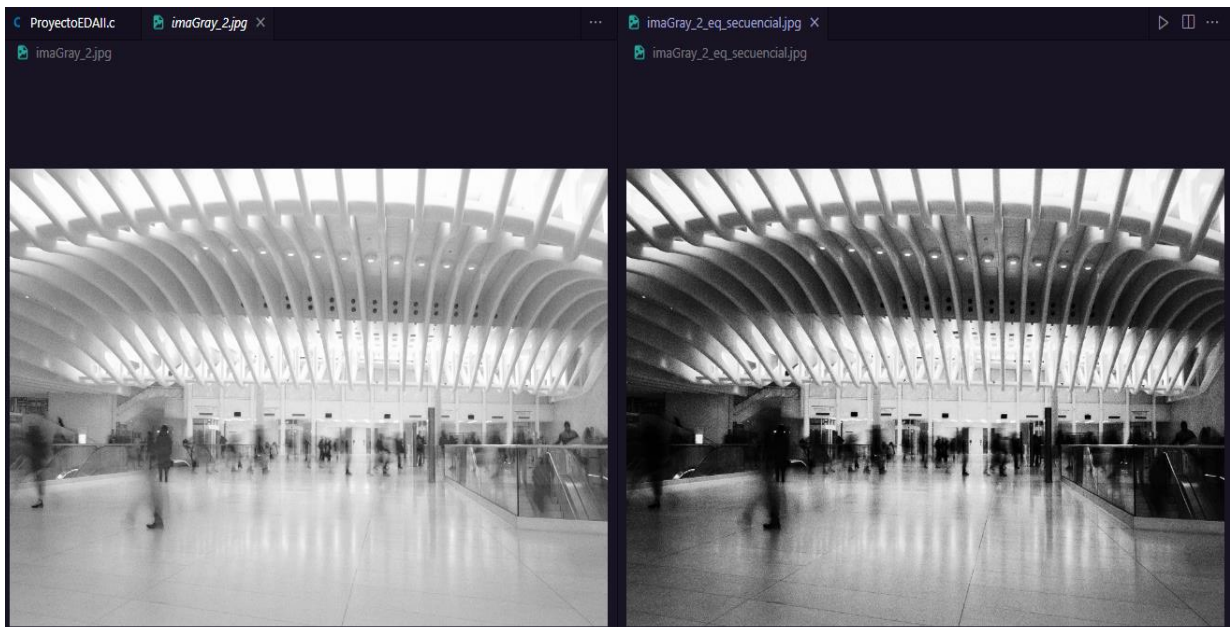 C ProyectoEDAII.c
imaGray_2.jpg ×
...
imaGray_2.jpg
imaGray_2_eq_secuencial.jpg ×
...
imaGray_2_eq_secuencial.jpg